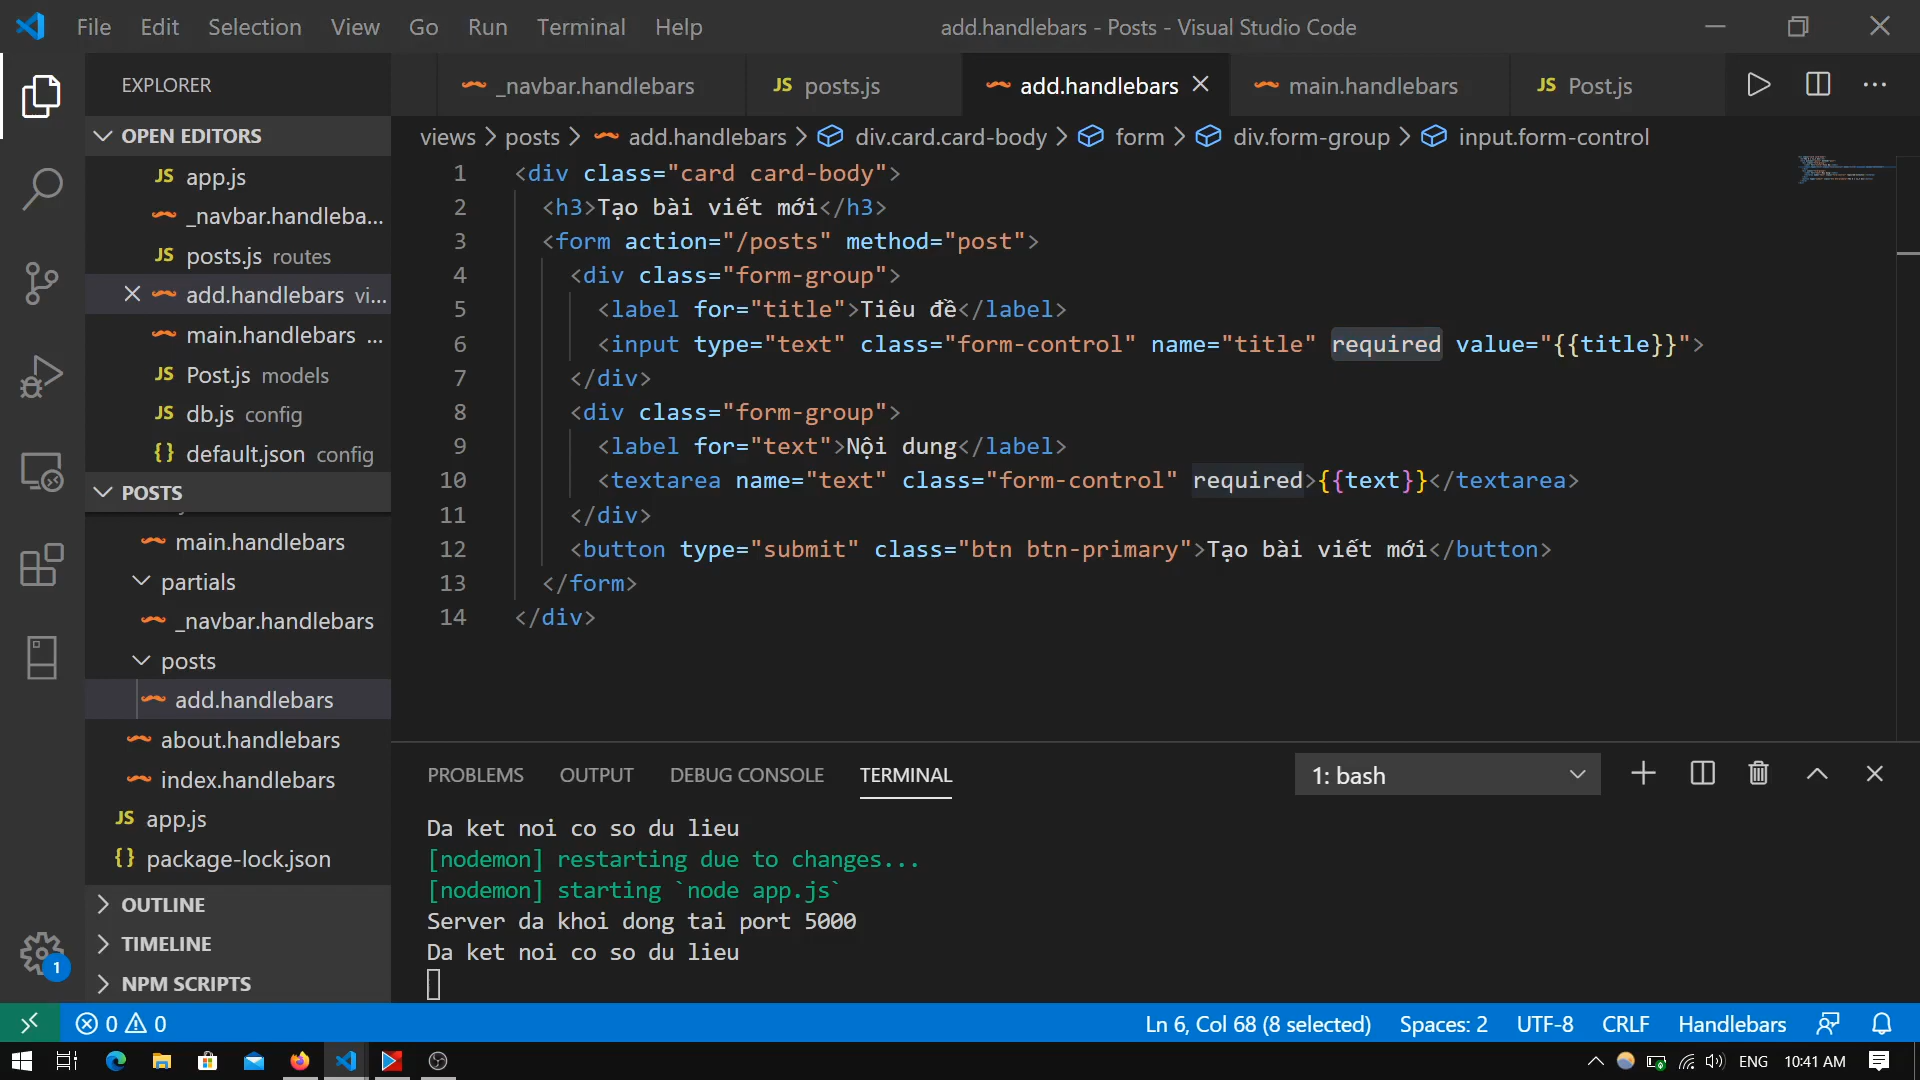 File Edit Selection View Go Run Terminal Help
add.handlebars - Posts - Visual Studio Code
EXPLORER
OPEN EDITORS
JS app.js
_navbar.handleba...
JS posts.js routes
add.handlebars vi...
main.handlebars ...
JS Post.js models
JS db.js config
{} default.json config
POSTS
main.handlebars
partials
_navbar.handlebars
posts
add.handlebars
about.handlebars
index.handlebars
JS app.js
{} package-lock.json
OUTLINE
TIMELINE
NPM SCRIPTS
1
_navbar.handlebars
JS posts.js
add.handlebars
main.handlebars
JS Post.js
views > posts > add.handlebars > div.card.card-body > form > div.form-group > input.form-control
1 <div class="card card-body">
2 <h3>Tạo bài viết mới</h3>
3 <form action="/posts" method="post">
4 <div class="form-group">
5 <label for="title">Tiêu đề</label>
6 <input type="text" class="form-control" name="title" required value="{{title}}">
7 </div>
8 <div class="form-group">
9 <label for="text">Nội dung</label>
10 <textarea name="text" class="form-control" required>{{text}}</textarea>
11 </div>
12 <button type="submit" class="btn btn-primary">Tạo bài viết mới</button>
13 </form>
14 </div>
PROBLEMS OUTPUT DEBUG CONSOLE TERMINAL
1: bash
Da ket noi co so du lieu
[nodemon] restarting due to changes...
[nodemon] starting `node app.js`
Server da khoi dong tai port 5000
Da ket noi co so du lieu
0 0
Ln 6, Col 68 (8 selected) Spaces: 2 UTF-8 CRLF Handlebars
ENG 10:41 AM